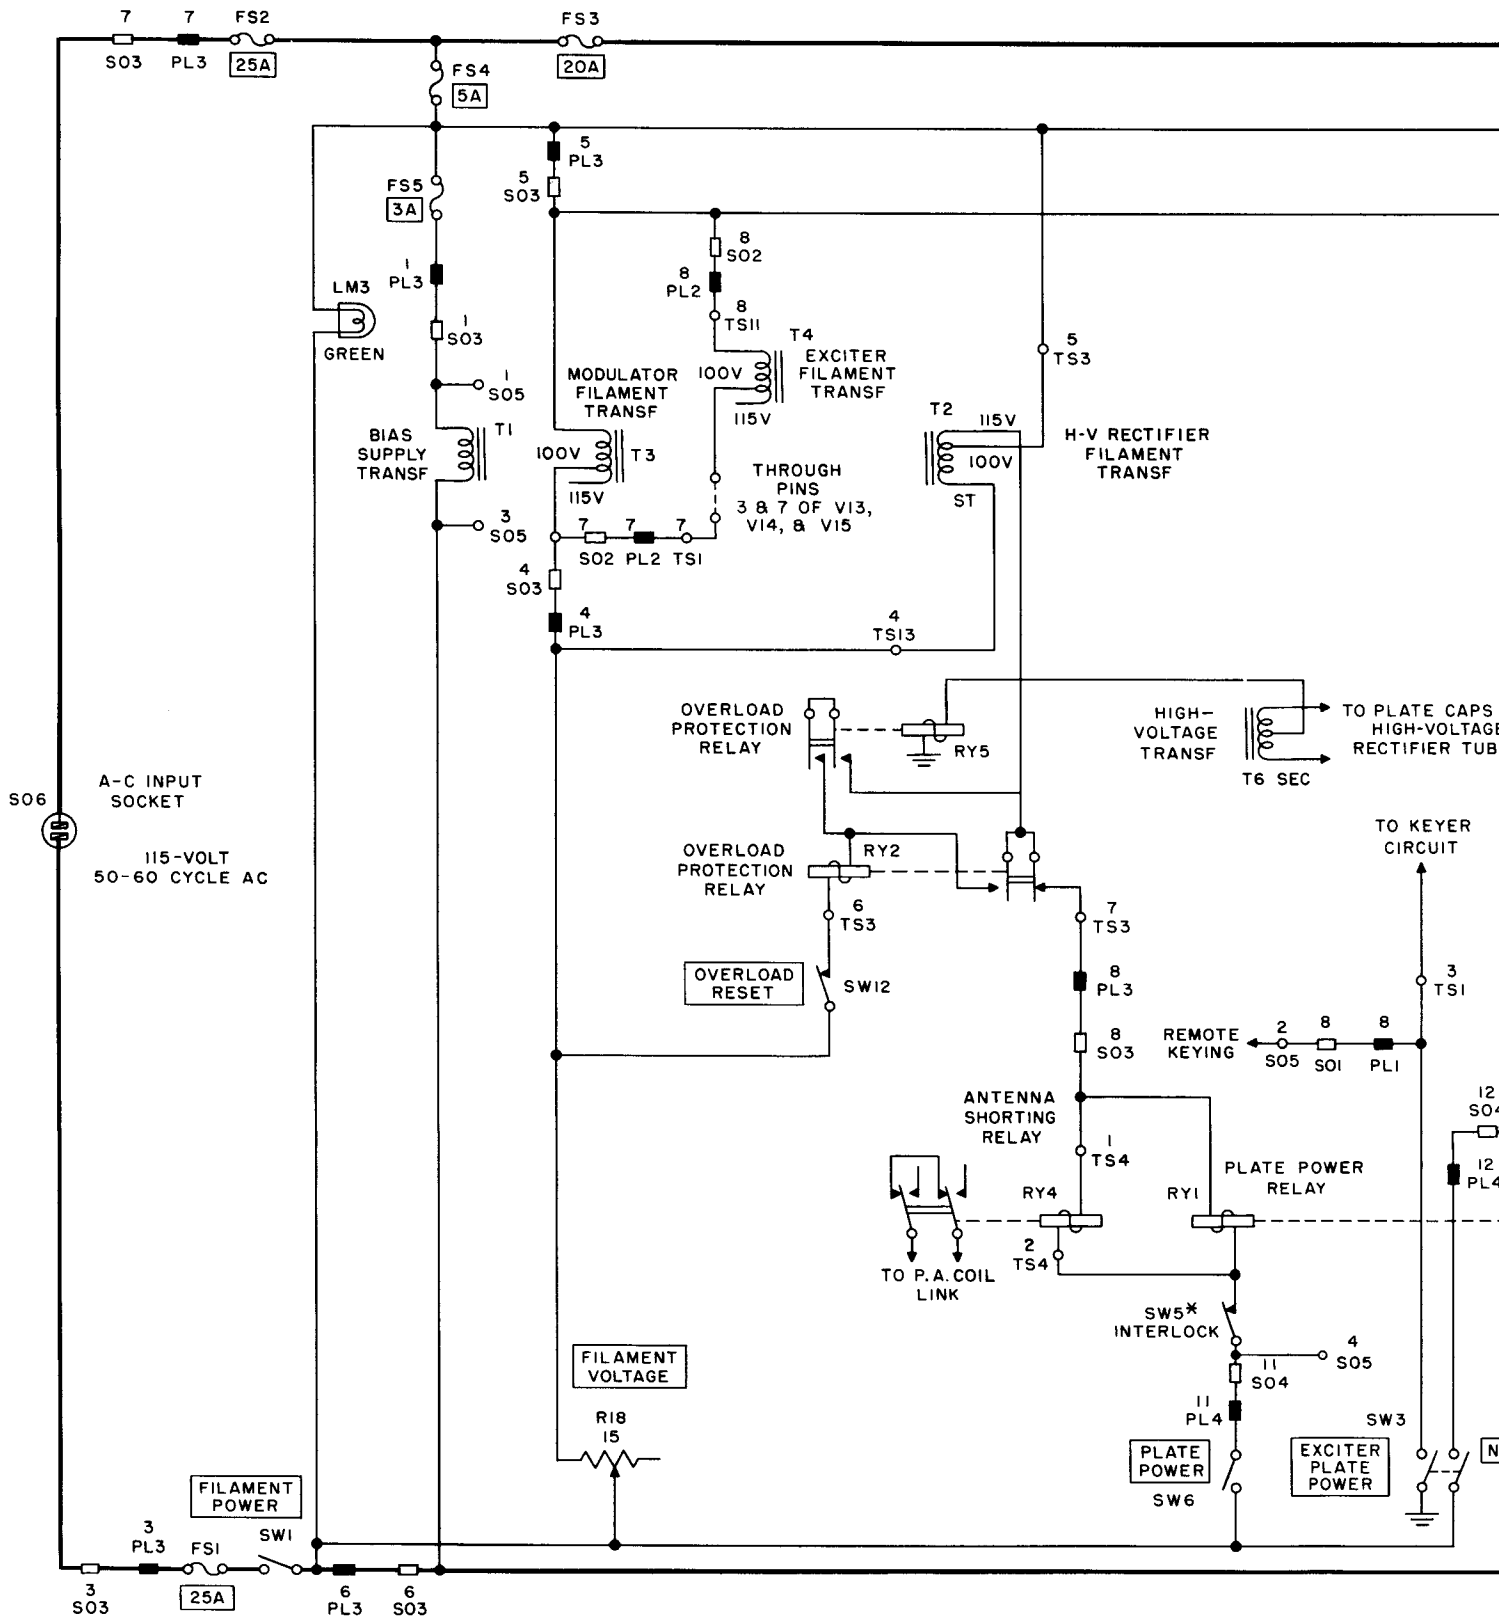 7
7
FS2
FS3
SO3
PL3
25A
20A
FS4
5A
5
PL3
FS5
3A
5
SO3
8
SO2
1
PL3
8
PL2
LM3
8
TS11
1
SO3
T4
GREEN
EXCITER
FILAMENT
TRANSF
5
TS3
100V
MODULATOR
FILAMENT
TRANSF
1
SO5
115V
T2
115V
BIAS
SUPPLY
TRANSF
T1
H-V RECTIFIER
FILAMENT
TRANSF
100V
T3
100V
THROUGH
PINS
3 & 7 OF V13,
V14, & V15
115V
ST
3
SO5
7
7
7
SO2
PL2
TS1
4
SO3
4
PL3
4
TS13
OVERLOAD
PROTECTION
RELAY
RY5
HIGH-
VOLTAGE
TRANSF
TO PLATE CAPS
HIGH-VOLTAGE
RECTIFIER TUB
T6 SEC
A-C INPUT
SOCKET
SO6
115-VOLT
50-60 CYCLE AC
TO KEYER
CIRCUIT
OVERLOAD
PROTECTION
RELAY
RY2
6
TS3
7
TS3
OVERLOAD
RESET
SW12
8
PL3
3
TS1
8
SO3
REMOTE
KEYING
2
SO5
8
SO1
8
PL1
ANTENNA
SHORTING
RELAY
12
SO4
1
TS4
PLATE POWER
RELAY
12
PL4
RY4
RY1
2
TS4
TO P.A. COIL
LINK
SW5*
INTERLOCK
4
SO5
FILAMENT
VOLTAGE
11
SO4
11
PL4
R18
15
SW3
PLATE
POWER
EXCITER
PLATE
POWER
N
SW6
FILAMENT
POWER
3
PL3
FS1
SW1
3
SO3
25A
6
PL3
6
SO3